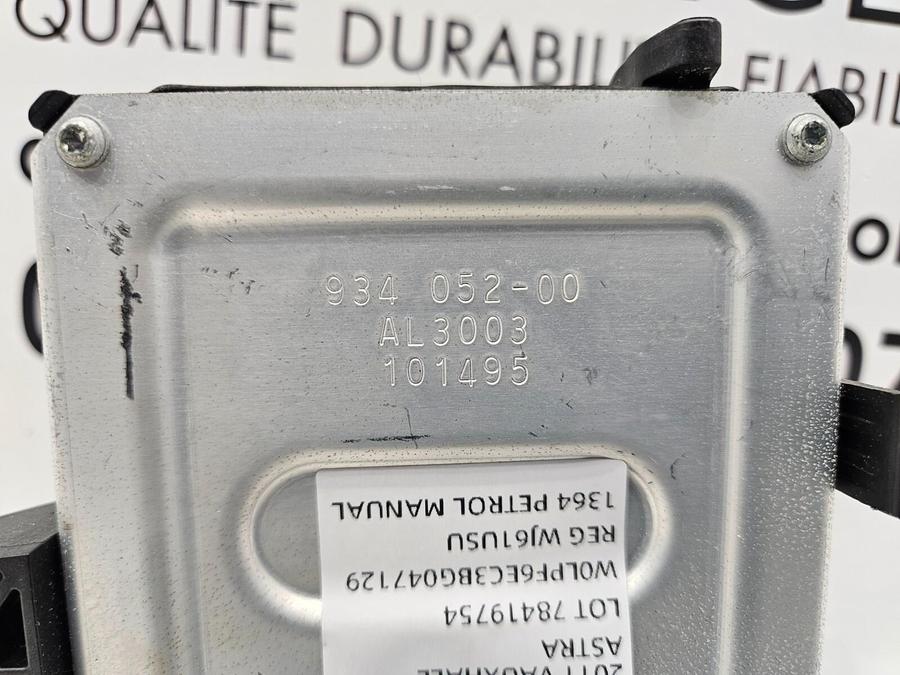 QUALITE DURABILI FIABIL
934 052-00
AL3003
101495
2011 VAUXHALL
ASTRA
LOT 78419754
W0LPF6EC3BG047129
REG WJ61USU
1364 PETROL MANUAL